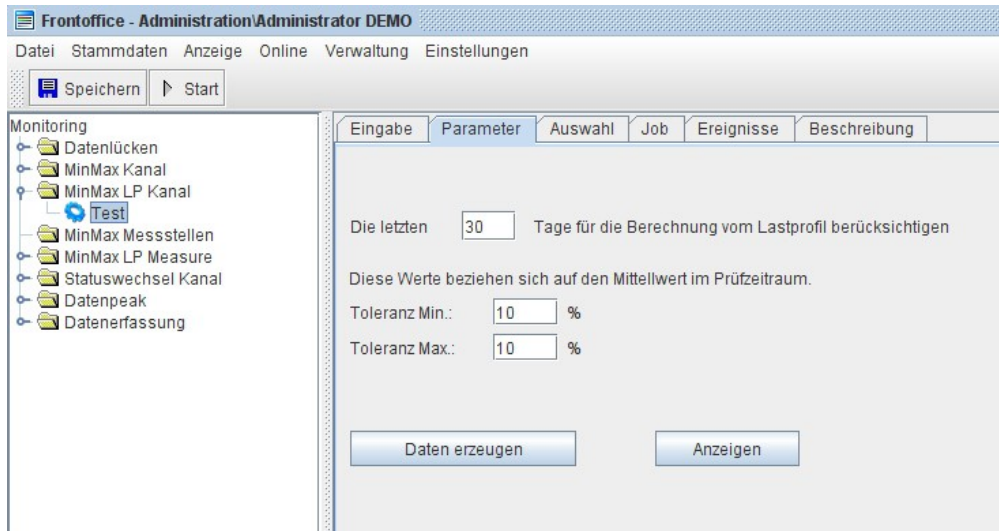 Frontoffice - Administration\Administrator DEMO
Datei Stammdaten Anzeige Online Verwaltung Einstellungen
Speichern Start
Monitoring
Datenlücken
MinMax Kanal
MinMax LP Kanal
Test
MinMax Messstellen
MinMax LP Measure
Statuswechsel Kanal
Datenpeak
Datenerfassung
Eingabe Parameter Auswahl Job Ereignisse Beschreibung
Die letzten 30 Tage für die Berechnung vom Lastprofil berücksichtigen
Diese Werte beziehen sich auf den Mittellwert im Prüfzeitraum.
Toleranz Min.: 10 %
Toleranz Max.: 10 %
Daten erzeugen Anzeigen